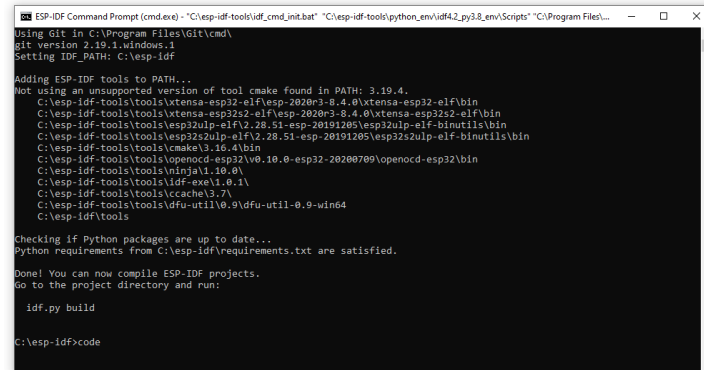 ESP-IDF Command Prompt (cmd.exe) - "C:\esp-idf-tools\idf_cmd_init.bat" "C:\esp-idf-tools\python_env\idf4.2_py3.8_env\Scripts" "C:\Program Files\...
Using Git in C:\Program Files\Git\cmd\
git version 2.19.1.windows.1
Setting IDF_PATH: C:\esp-idf
Adding ESP-IDF tools to PATH...
Not using an unsupported version of tool cmake found in PATH: 3.19.4.
C:\esp-idf-tools\tools\xtensa-esp32-elf\esp-2020r3-8.4.0\xtensa-esp32-elf\bin
C:\esp-idf-tools\tools\xtensa-esp32s2-elf\esp-2020r3-8.4.0\xtensa-esp32s2-elf\bin
C:\esp-idf-tools\tools\esp32ulp-elf\2.28.51-esp-20191205\esp32ulp-elf-binutils\bin
C:\esp-idf-tools\tools\esp32s2ulp-elf\2.28.51-esp-20191205\esp32s2ulp-elf-binutils\bin
C:\esp-idf-tools\tools\cmake\3.16.4\bin
C:\esp-idf-tools\tools\openocd-esp32\v0.10.0-esp32-20200709\openocd-esp32\bin
C:\esp-idf-tools\tools\ninja\1.10.0\
C:\esp-idf-tools\tools\idf-exe\1.0.1\
C:\esp-idf-tools\tools\ccache\3.7\
C:\esp-idf-tools\tools\dfu-util\0.9\dfu-util-0.9-win64
C:\esp-idf\tools
Checking if Python packages are up to date...
Python requirements from C:\esp-idf\requirements.txt are satisfied.
Done! You can now compile ESP-IDF projects.
Go to the project directory and run:
idf.py build
C:\esp-idf>code